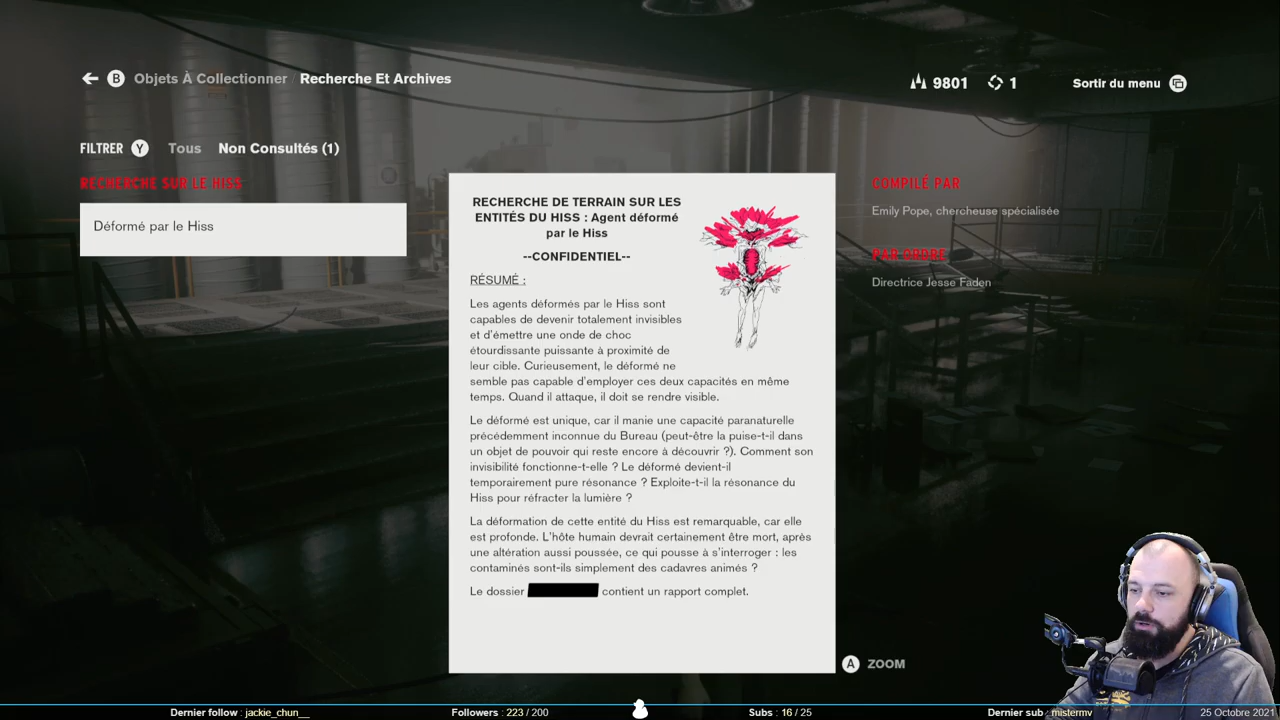 B Objets À Collectionner / Recherche Et Archives
9801 1 Sortir du menu
FILTRER Y Tous Non Consultés (1)
RECHERCHE SUR LE HISS
Déformé par le Hiss
RECHERCHE DE TERRAIN SUR LES
ENTITÉS DU HISS : Agent déformé
par le Hiss
--CONFIDENTIEL--
RÉSUMÉ :
Les agents déformés par le Hiss sont
capables de devenir totalement invisibles
et d'émettre une onde de choc
étourdissante puissante à proximité de
leur cible. Curieusement, le déformé ne
semble pas capable d'employer ces deux capacités en même
temps. Quand il attaque, il doit se rendre visible.
Le déformé est unique, car il manie une capacité paranaturelle
précédemment inconnue du Bureau (peut-être la puise-t-il dans
un objet de pouvoir qui reste encore à découvrir ?). Comment son
invisibilité fonctionne-t-elle ? Le déformé devient-il
temporairement pure résonance ? Exploite-t-il la résonance du
Hiss pour réfracter la lumière ?
La déformation de cette entité du Hiss est remarquable, car elle
est profonde. L'hôte humain devrait certainement être mort, après
une altération aussi poussée, ce qui pousse à s'interroger : les
contaminés sont-ils simplement des cadavres animés ?
Le dossier contient un rapport complet.
COMPILÉ PAR
Emily Pope, chercheuse spécialisée
PAR ORDRE
Directrice Jesse Faden
A ZOOM
Dernier follow : jackie_chun__ Followers : 223 / 200 Subs : 16 / 25 Dernier sub : mistermv 25 Octobre 2021